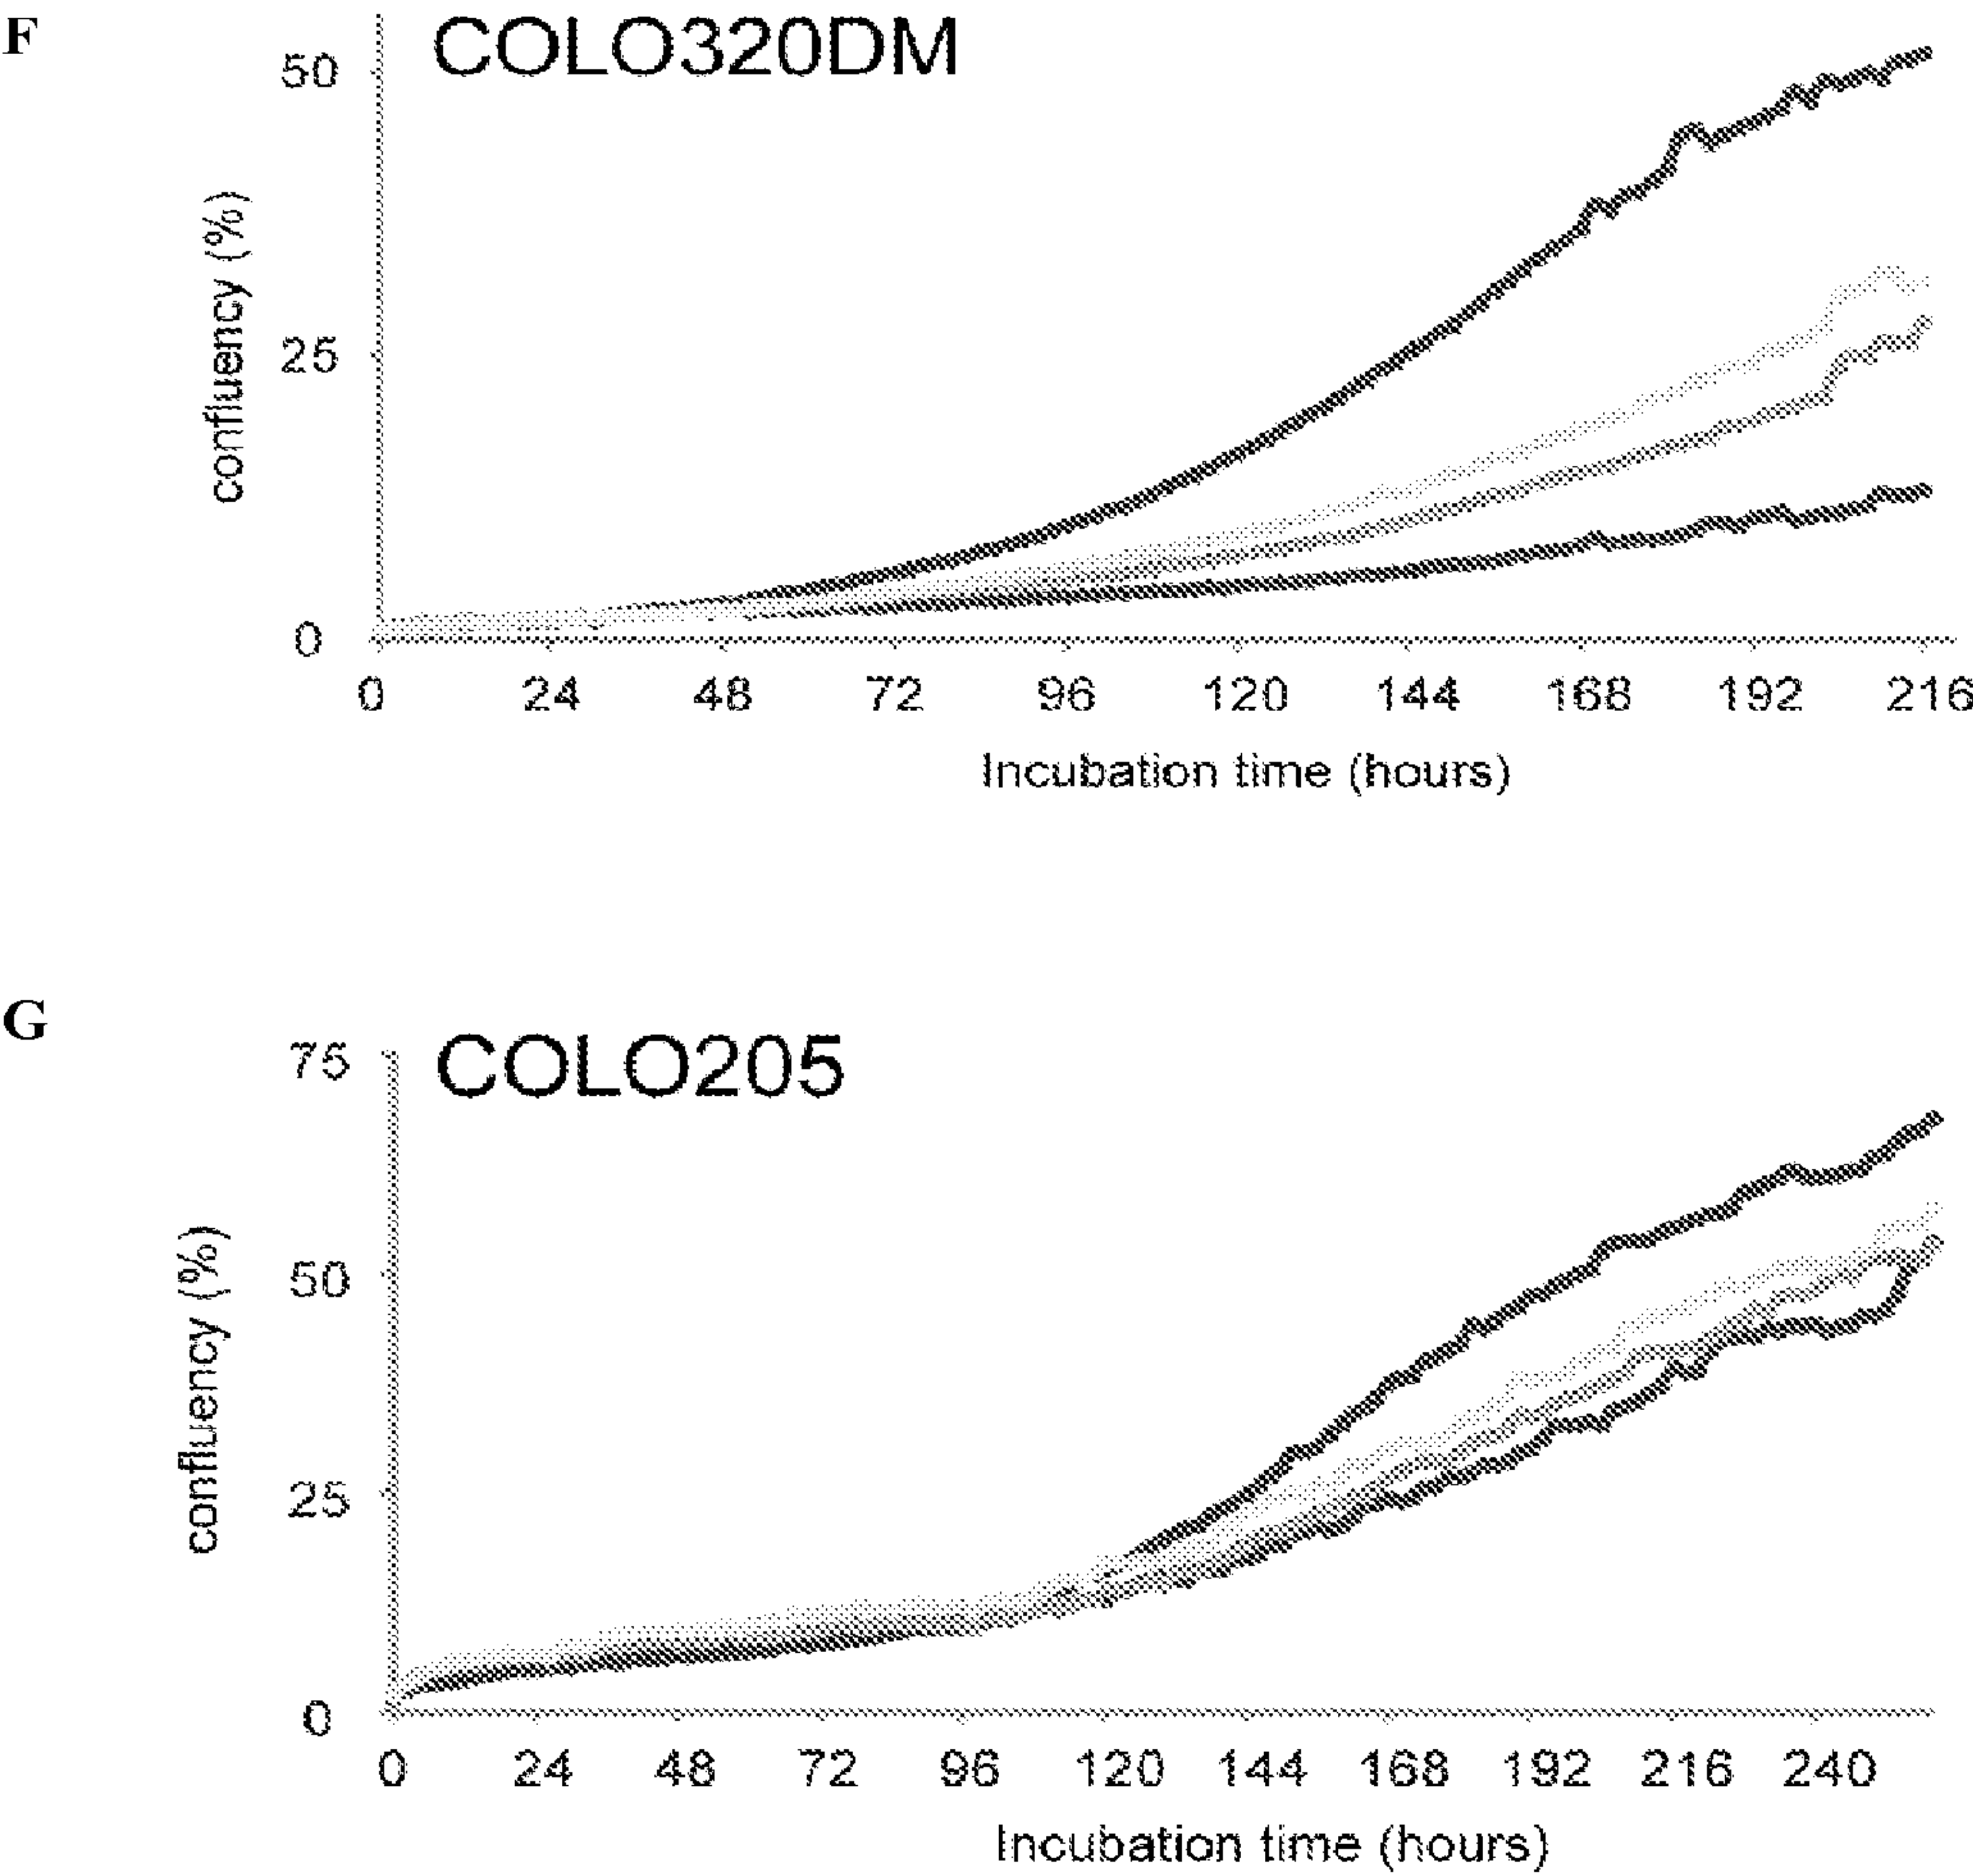 F
COLO320DM
50
25
0
confluency (%)
0 24 48 72 96 120 144 168 192 216
Incubation time (hours)
G
COLO205
75
50
25
0
confluency (%)
0 24 48 72 96 120 144 168 192 216 240
Incubation time (hours)